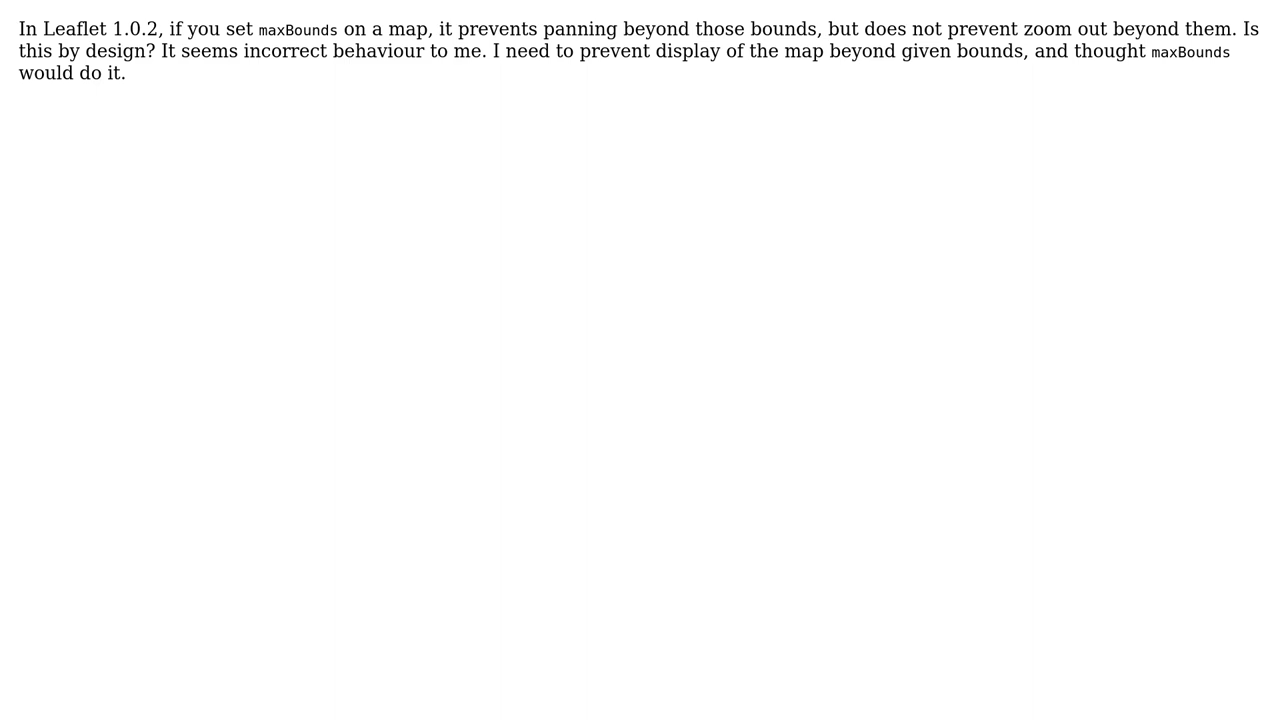 In Leaflet 1.0.2, if you set maxBounds on a map, it prevents panning beyond those bounds, but does not prevent zoom out beyond them. Is
this by design? It seems incorrect behaviour to me. I need to prevent display of the map beyond given bounds, and thought maxBounds
would do it.